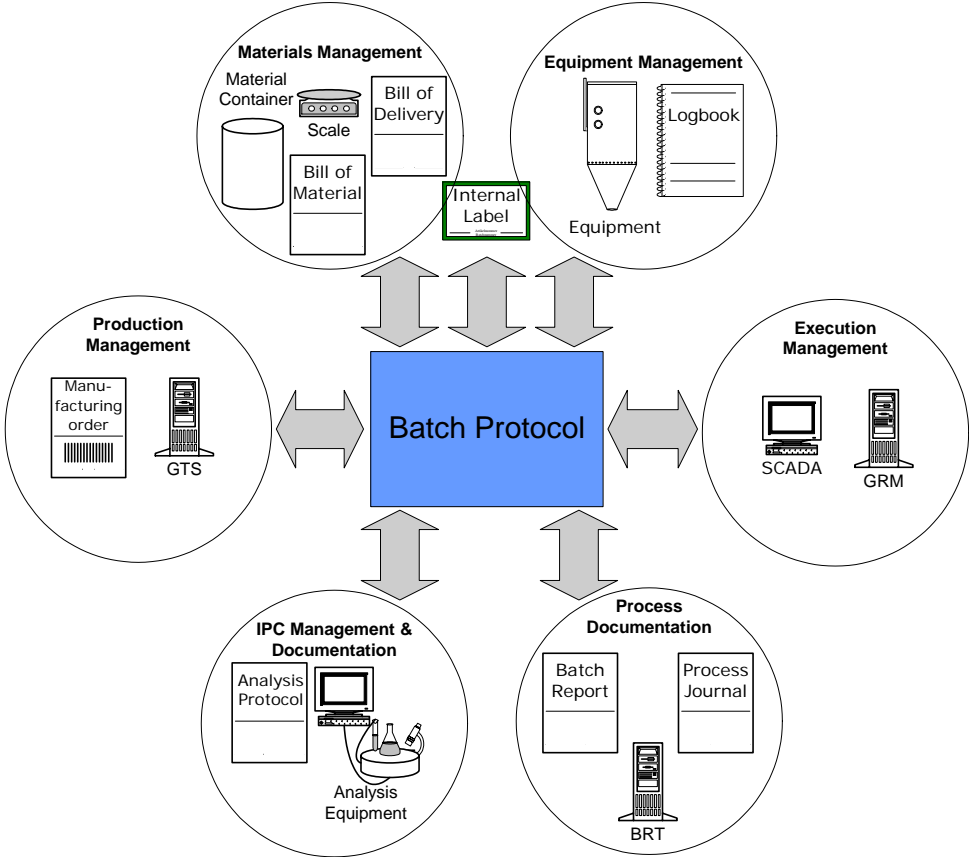 Materials Management
Material
Container
Scale
Bill of
Delivery
Bill of
Material
Equipment Management
Logbook
Equipment
Internal
Label
Production
Management
Manu-
facturing
order
GTS
Batch Protocol
Execution
Management
SCADA
GRM
IPC Management &
Documentation
Analysis
Protocol
Analysis
Equipment
Process
Documentation
Batch
Report
Process
Journal
BRT